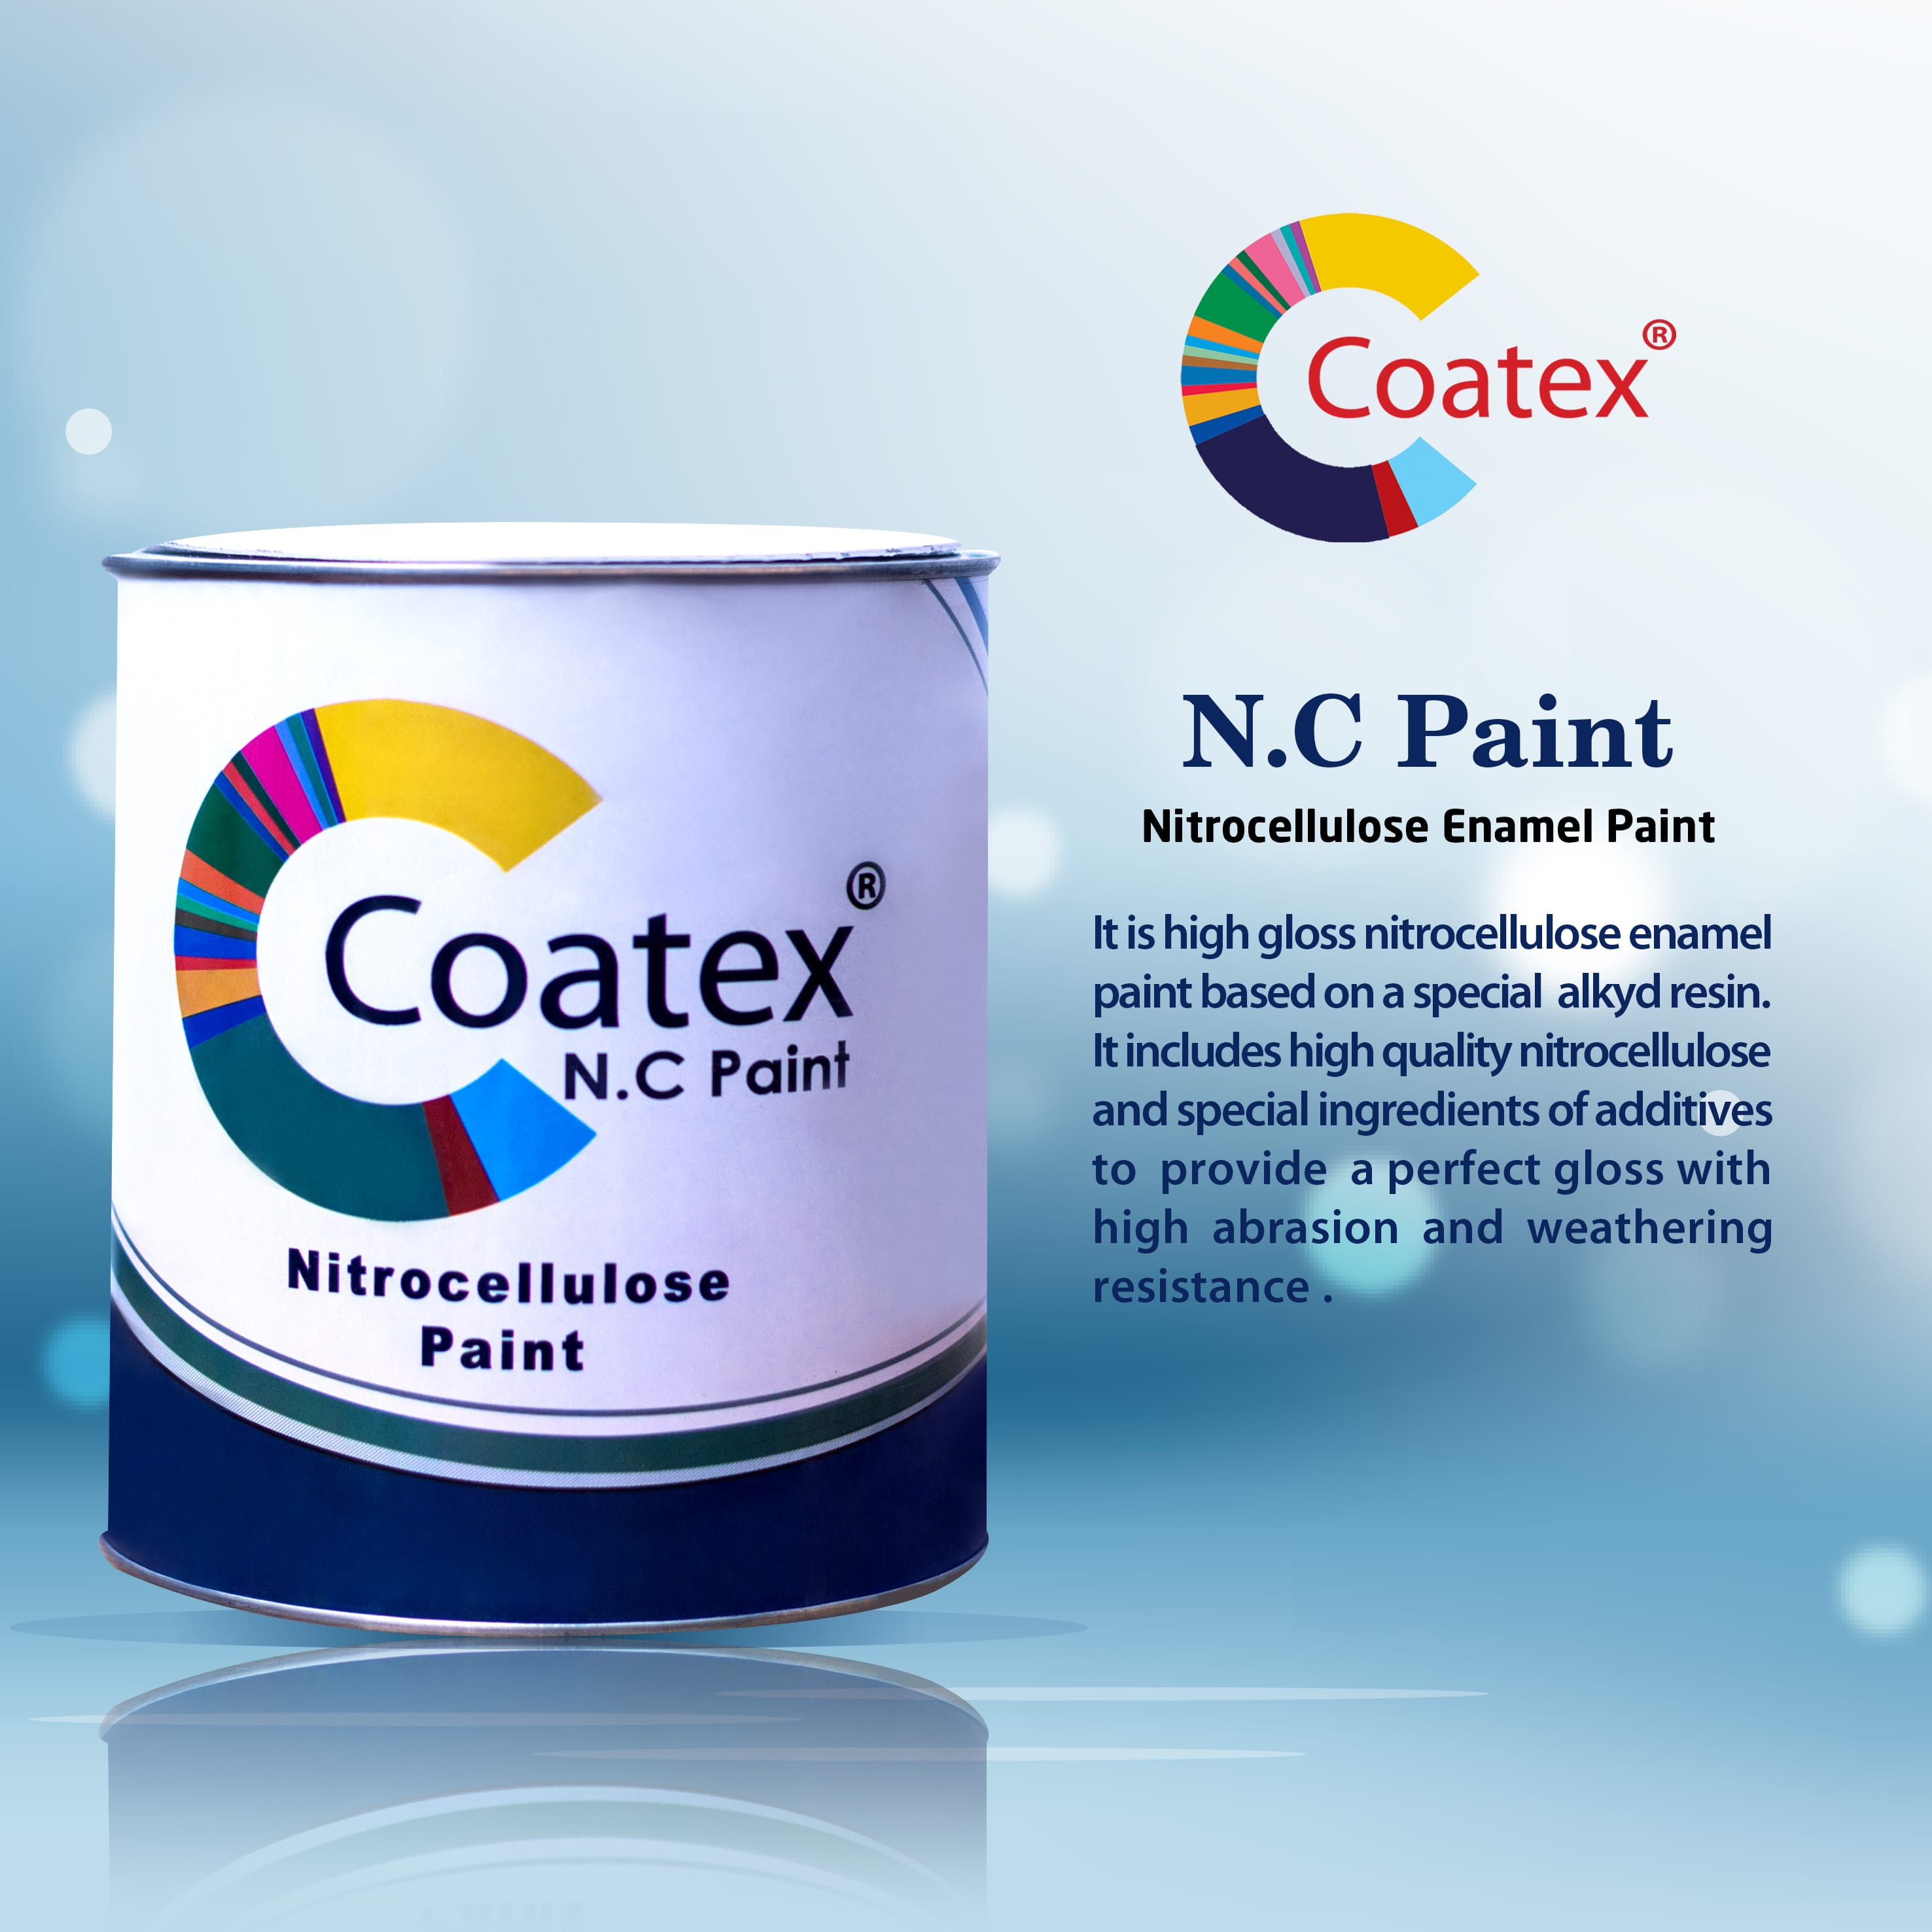 Coatex®
N.C Paint
Nitrocellulose
Paint
Coatex®
N.C Paint
Nitrocellulose Enamel Paint
It is high gloss nitrocellulose enamel
paint based on a special alkyd resin.
It includes high quality nitrocellulose
and special ingredients of additives
to provide a perfect gloss with
high abrasion and weathering
resistance .